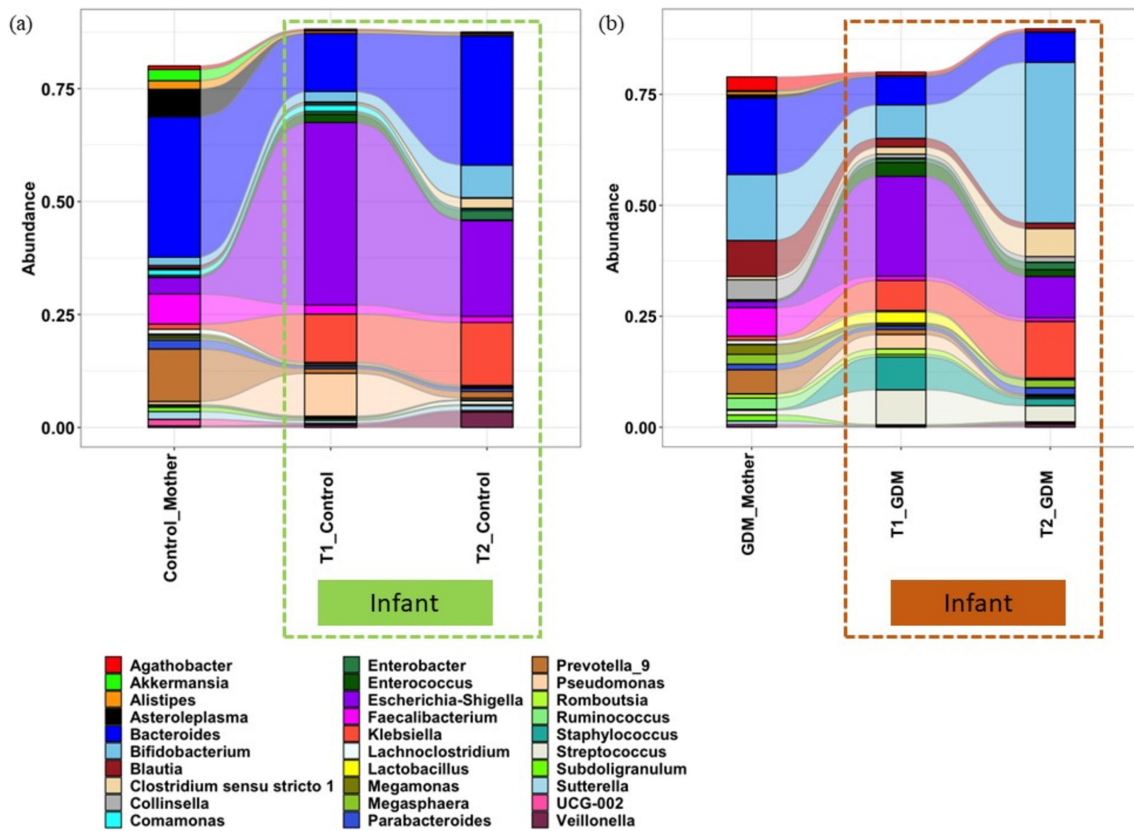 (a)
(b)
Abundance
0.75
0.50
0.25
0.00
Control_Mother
T1_Control
T2_Control
Infant
Abundance
0.75
0.50
0.25
0.00
GDM_Mother
T1_GDM
T2_GDM
Infant
Agathobacter
Akkermansia
Alistipes
Asteroleplasma
Bacteroides
Bifidobacterium
Blautia
Clostridium sensu stricto 1
Collinsella
Comamonas
Enterobacter
Enterococcus
Escherichia-Shigella
Faecalibacterium
Klebsiella
Lachnoclostridium
Lactobacillus
Megamonas
Megasphaera
Parabacteroides
Prevotella_9
Pseudomonas
Romboutsia
Ruminococcus
Staphylococcus
Streptococcus
Subdoligranulum
Sutterella
UCG-002
Veillonella